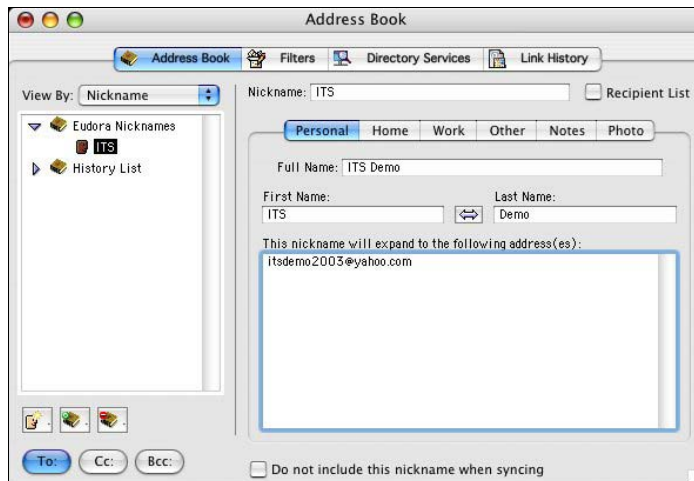 Address Book
Address Book Filters Directory Services Link History
View By: Nickname
Eudora Nicknames
ITS
History List
To: Cc: Bcc:
Nickname: ITS
Recipient List
Personal Home Work Other Notes Photo
Full Name: ITS Demo
First Name: Last Name:
ITS Demo
This nickname will expand to the following address(es):
itsdemo2003@yahoo.com
Do not include this nickname when syncing